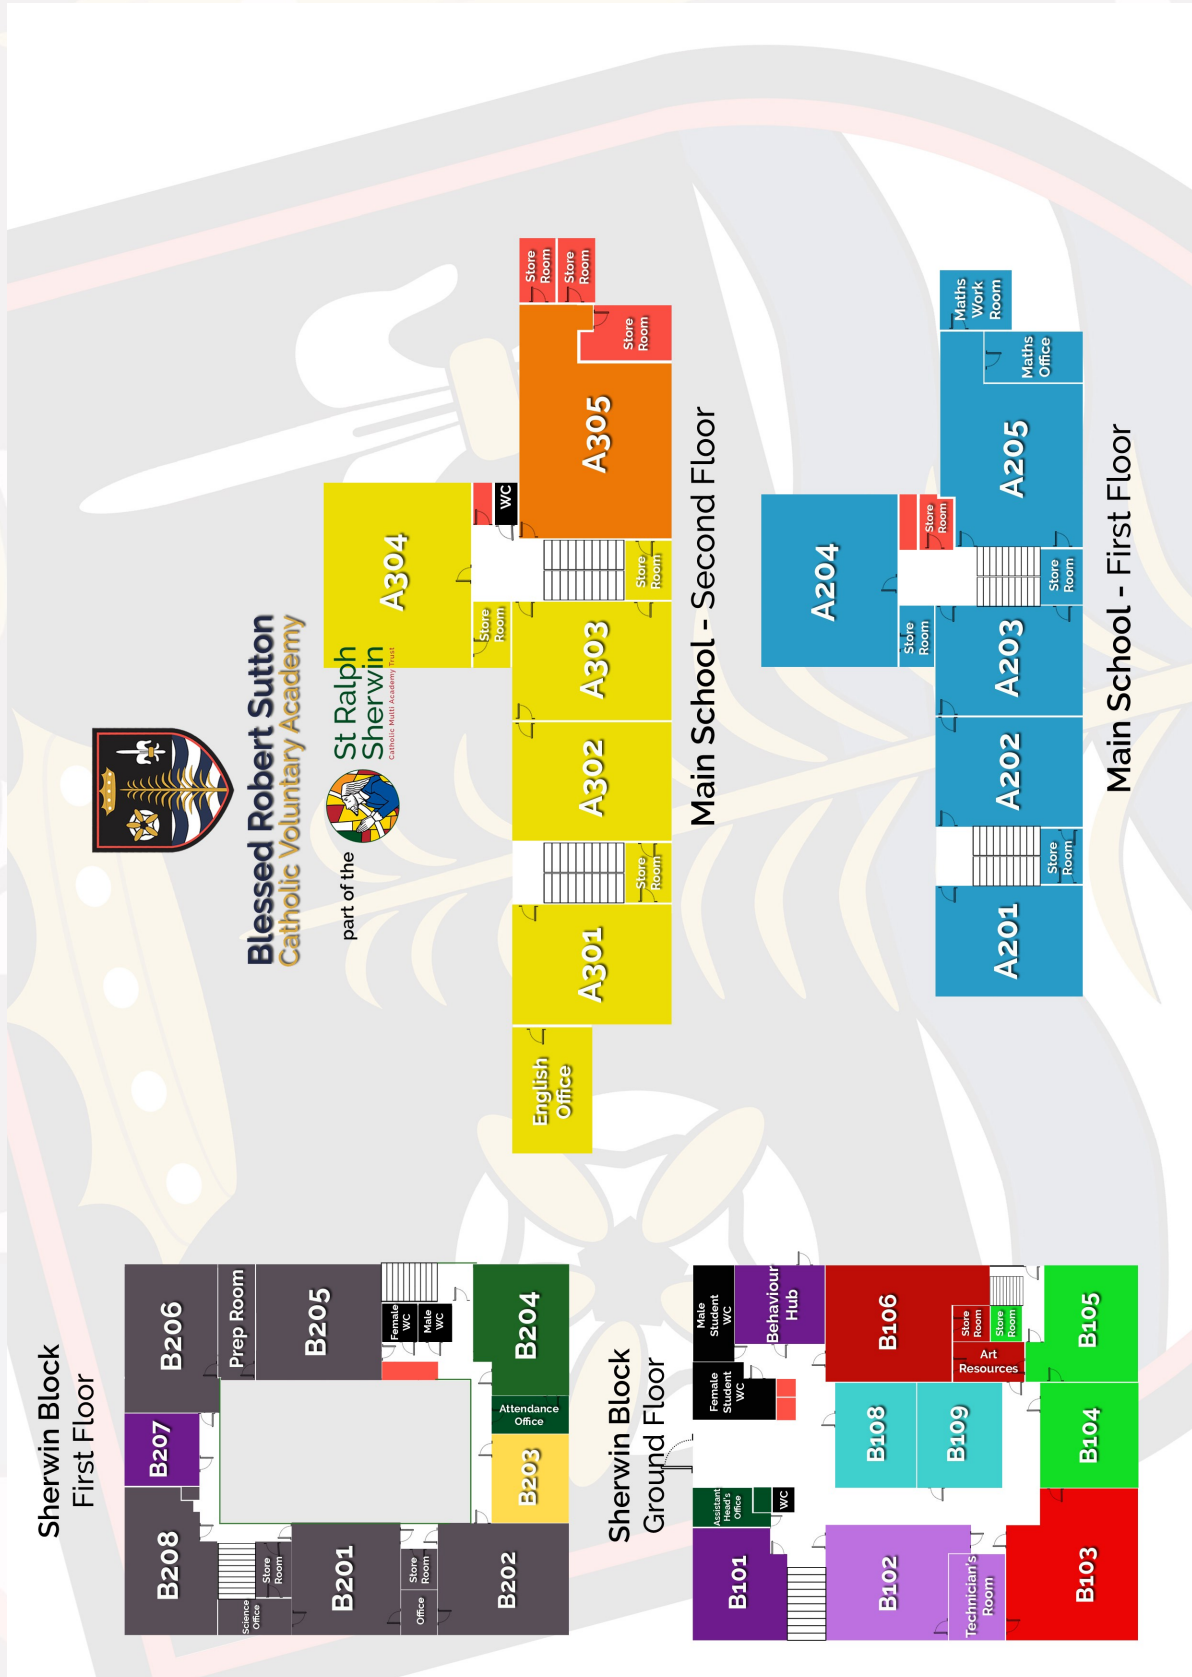 Blessed Robert Sutton
Catholic Voluntary Academy
part of the
St Ralph
Sherwin
Catholic Multi Academy Trust
Sherwin Block
First Floor
B206
Prep Room
B205
Female
WC
Male
WC
B204
B207
Attendance
Office
B203
B208
Science
Office
Store
Room
B201
Office
Store
Room
B202
Sherwin Block
Ground Floor
Male
Student
WC
Behaviour
Hub
B106
Store
Room
Store
Room
Art
Resources
B105
Female
Student
WC
B108
B109
B104
Assistant
Head's
Office
WC
B101
B102
Technician's
Room
B103
Main School - Second Floor
English
Office
A301
Store
Room
A302
A303
Store
Room
A304
WC
Store
Room
A305
Store
Room
Store
Room
Store
Room
Main School - First Floor
A201
Store
Room
A202
A203
Store
Room
A204
Store
Room
Store
Room
A205
Maths
Office
Maths
Work
Room